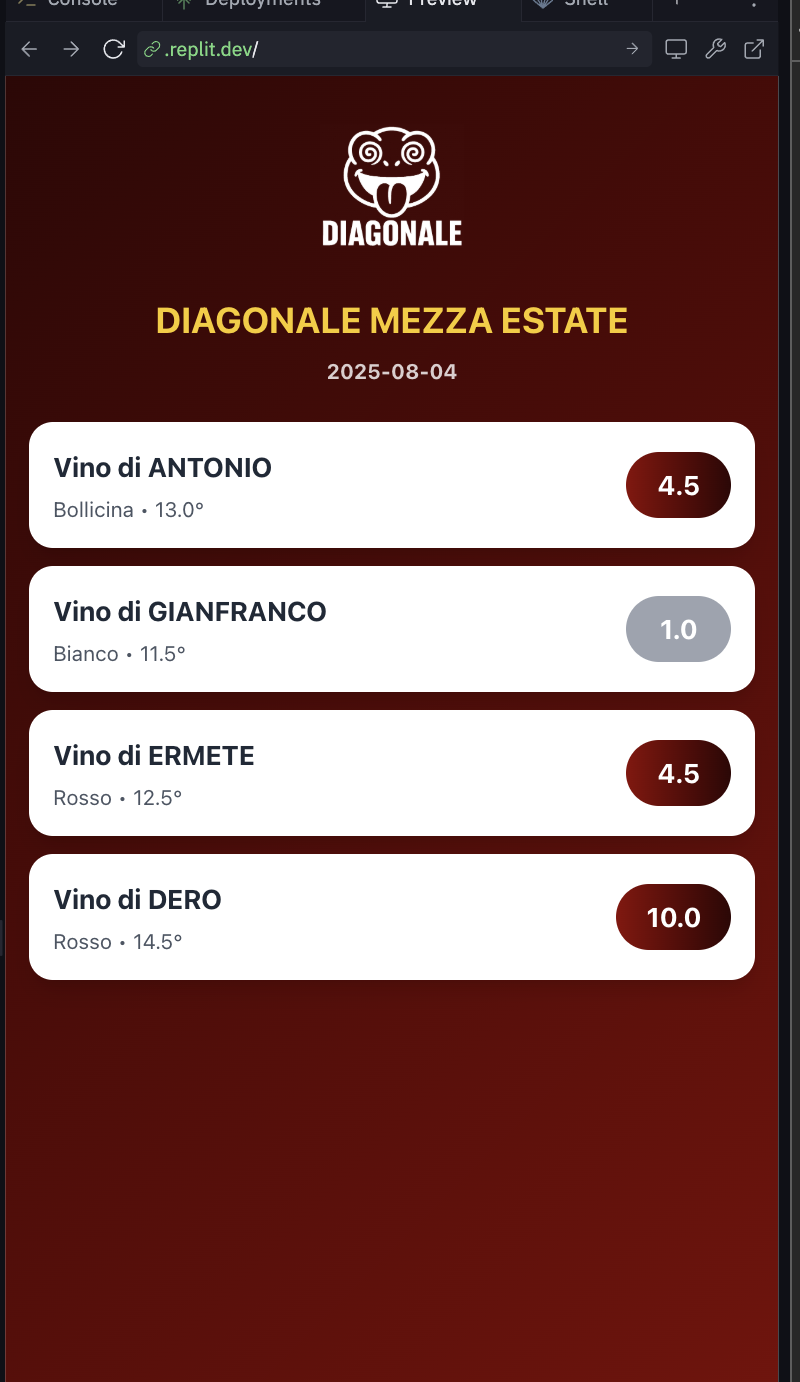 Console Deployments Preview Shell
.replit.dev/
DIAGONALE
DIAGONALE MEZZA ESTATE
2025-08-04
Vino di ANTONIO
Bollicina • 13.0°
4.5
Vino di GIANFRANCO
Bianco • 11.5°
1.0
Vino di ERMETE
Rosso • 12.5°
4.5
Vino di DERO
Rosso • 14.5°
10.0